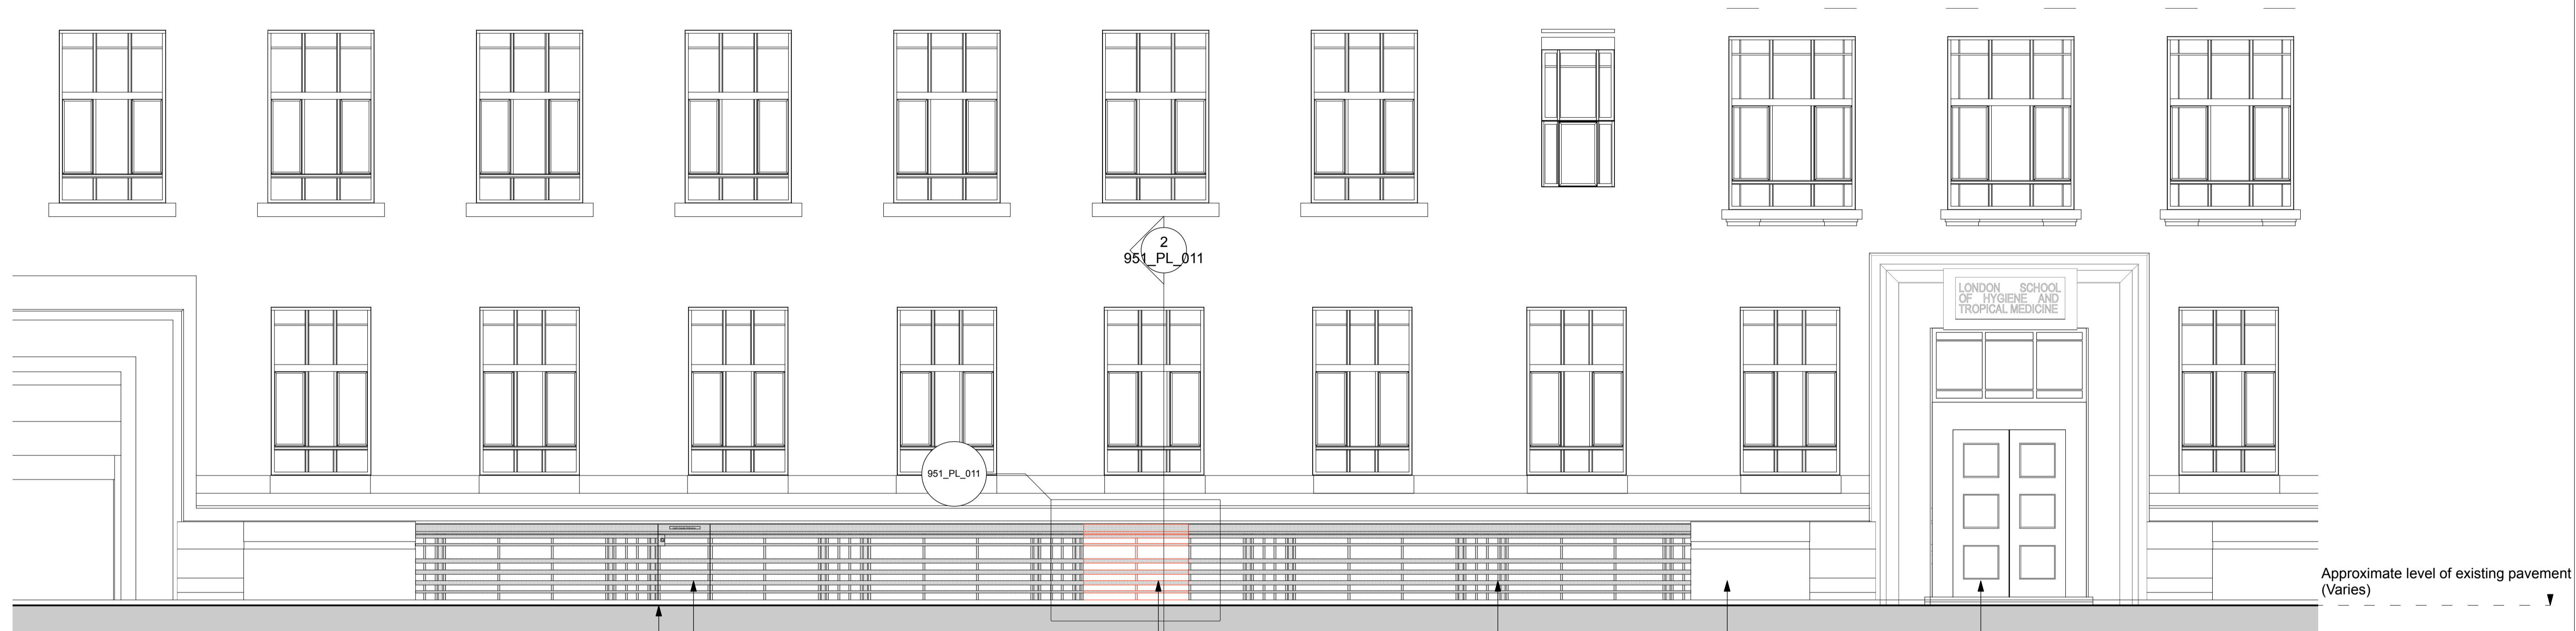 2
951_PL_011
LONDON SCHOOL
OF HYGIENE AND
TROPICAL MEDICINE
951_PL_011
Approximate level of existing pavement
(Varies)